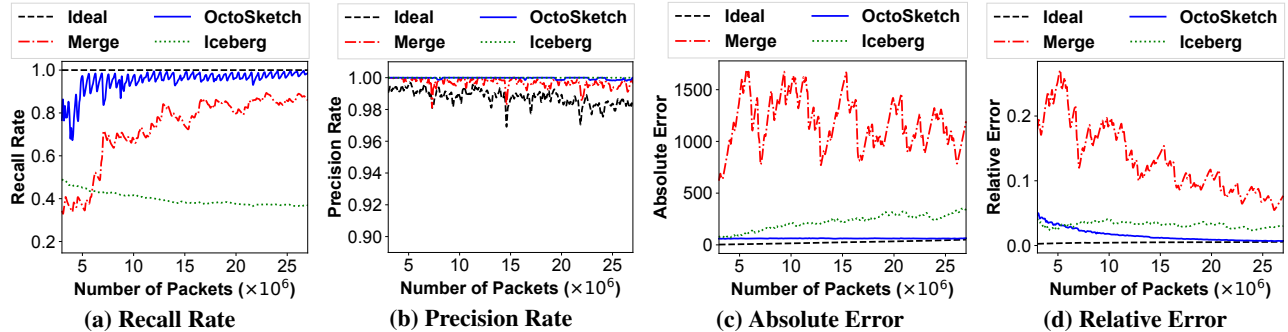 Ideal
OctoSketch
Merge
Iceberg
1.0
0.8
0.6
0.4
0.2
Recall Rate
5
10
15
20
25
Number of Packets (×10⁶)
(a) Recall Rate
Ideal
OctoSketch
Merge
Iceberg
1.00
0.98
0.96
0.94
0.92
0.90
Precision Rate
5
10
15
20
25
Number of Packets (×10⁶)
(b) Precision Rate
Ideal
OctoSketch
Merge
Iceberg
1500
1000
500
0
Absolute Error
5
10
15
20
25
Number of Packets (×10⁶)
(c) Absolute Error
Ideal
OctoSketch
Merge
Iceberg
0.2
0.1
0.0
Relative Error
5
10
15
20
25
Number of Packets (×10⁶)
(d) Relative Error